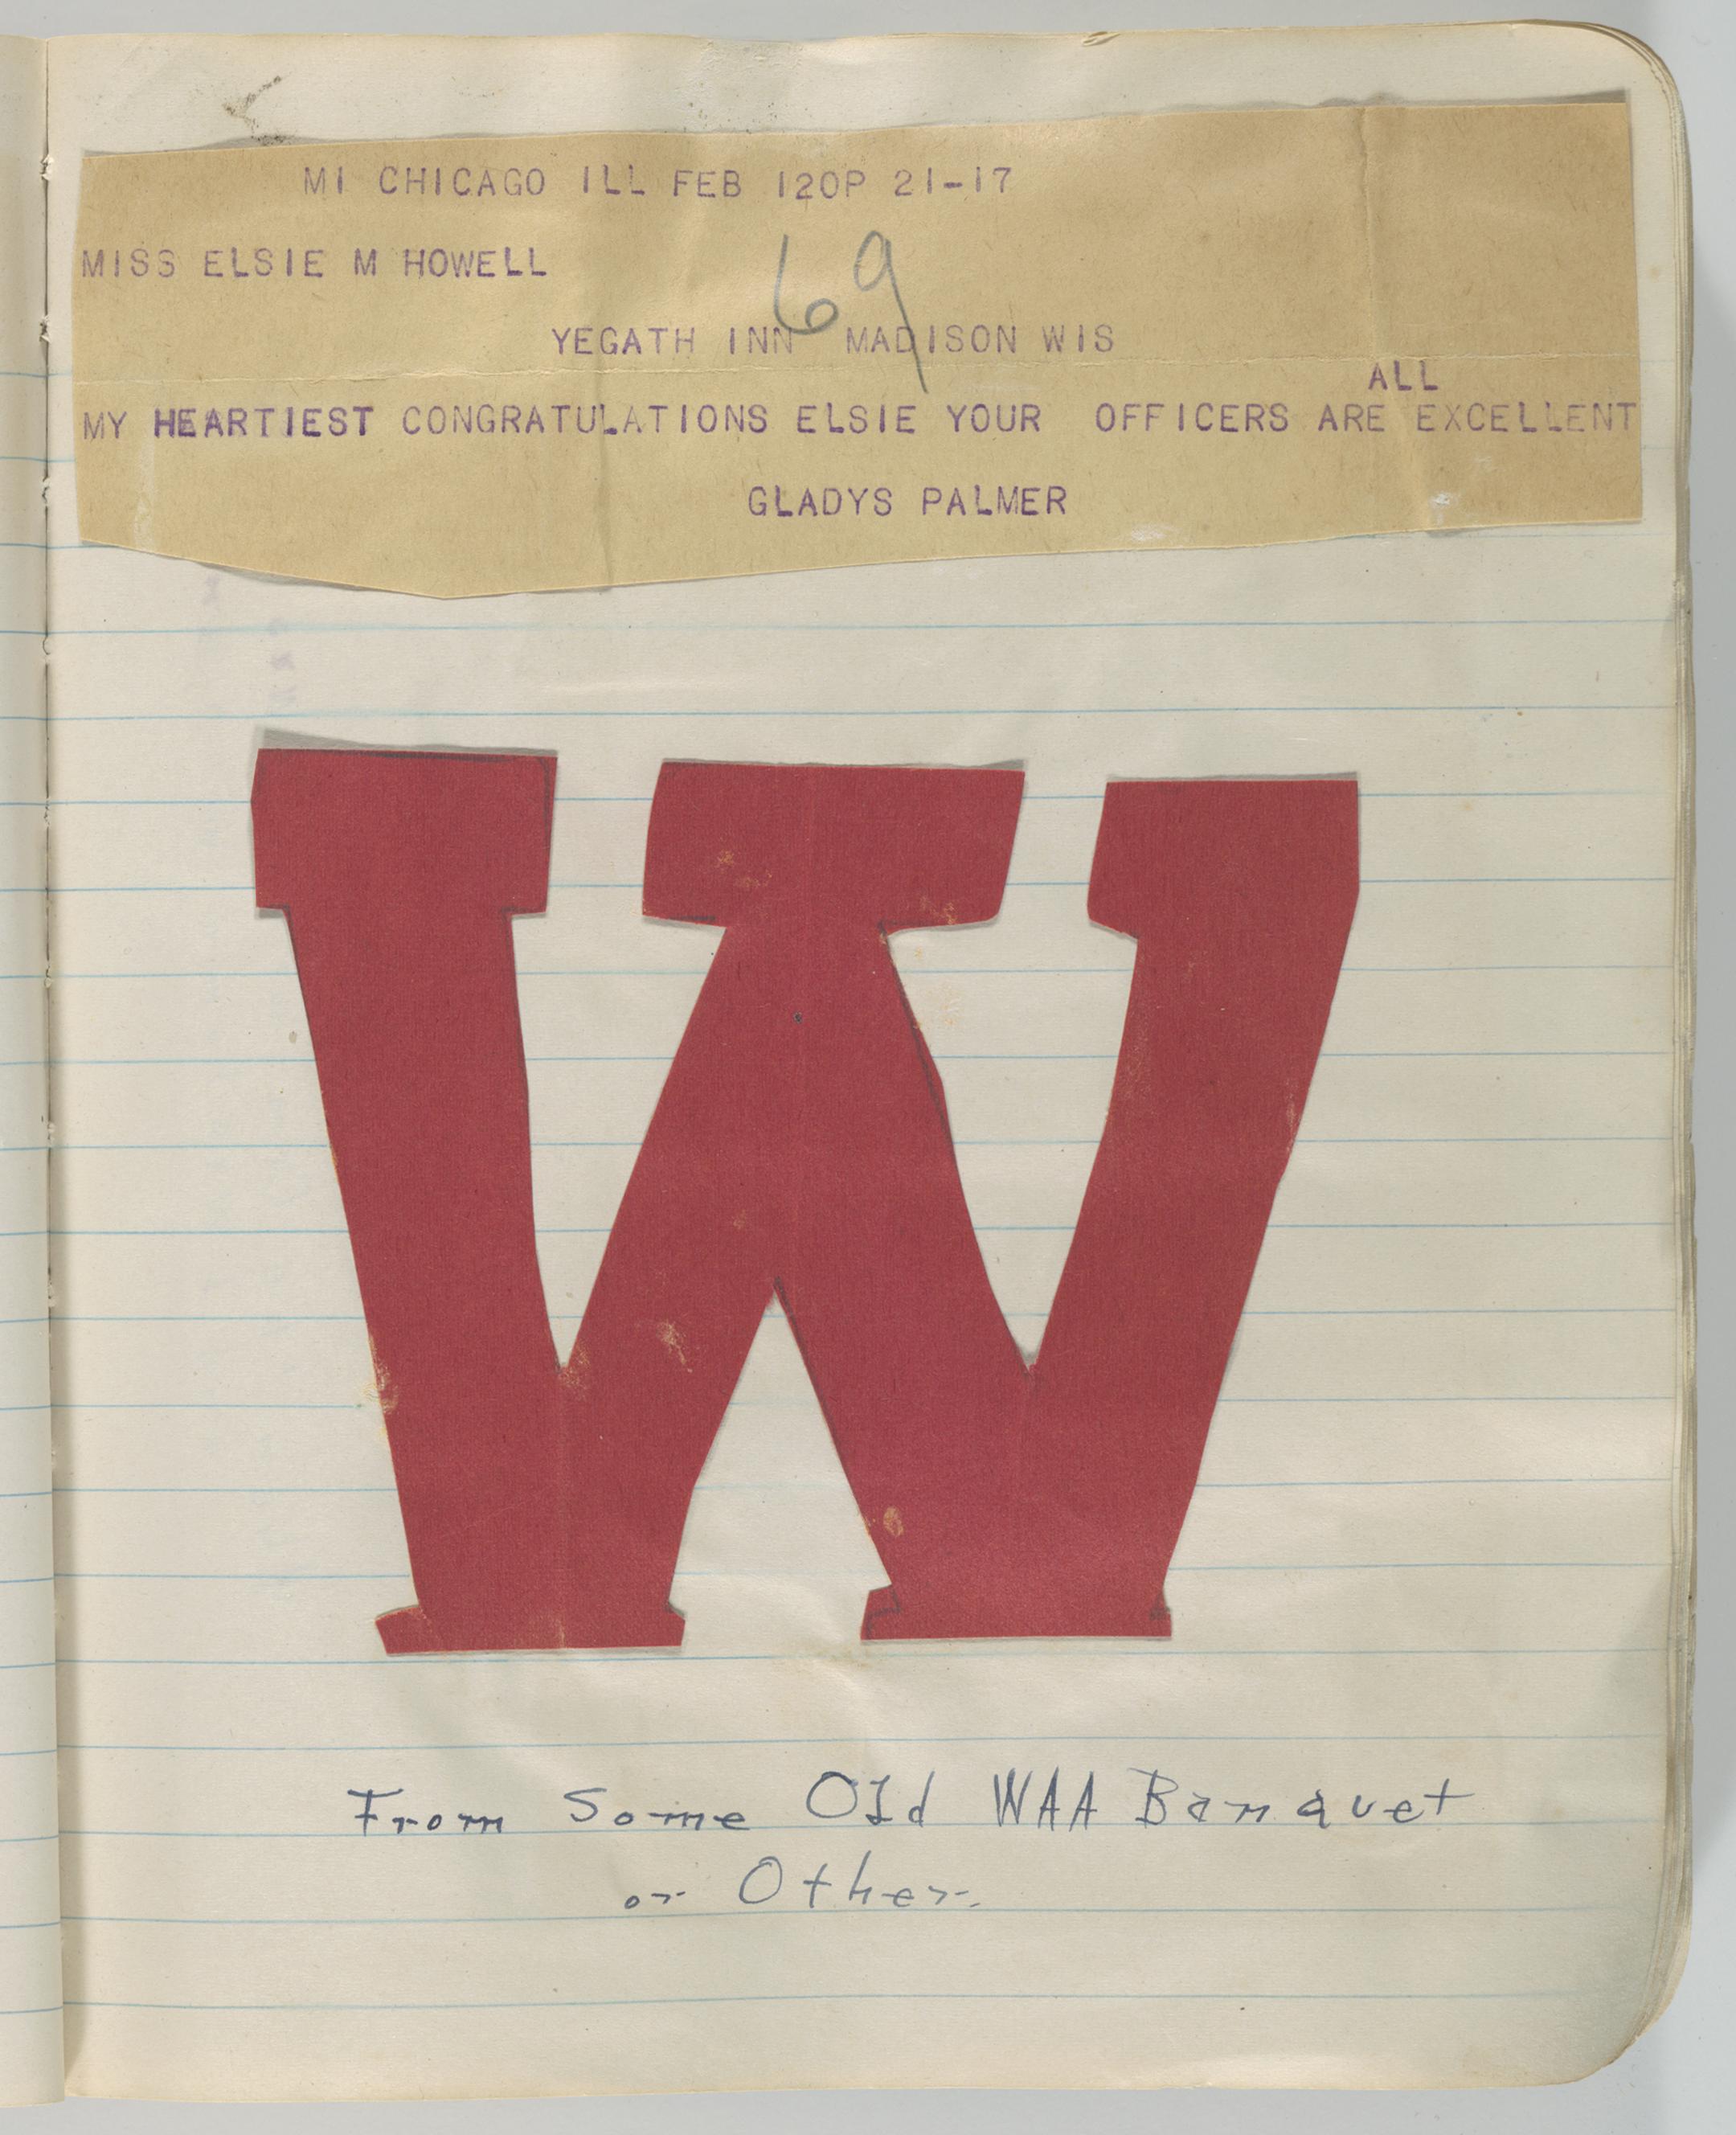 MI CHICAGO ILL FEB 120P 21-17
MISS ELSIE M HOWELL
69
YEGATH INN MADISON WIS
ALL
MY HEARTIEST CONGRATULATIONS ELSIE YOUR OFFICERS ARE EXCELLENT
GLADYS PALMER
W
From Some Old WAA Banquet
or Other.